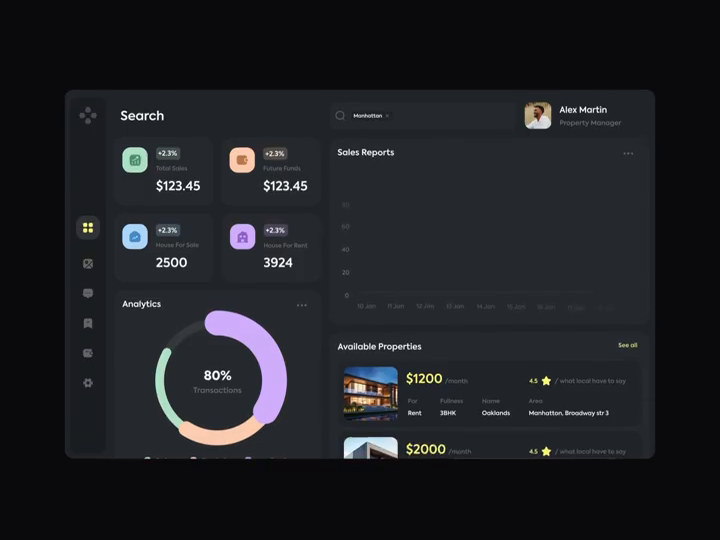 Search
Manhatton ×
Alex Martin
Property Manager
+2.3%
Total Sales
$123.45
+2.3%
Future Funds
$123.45
+2.3%
House For Sale
2500
+2.3%
House For Rent
3924
Sales Reports
80
60
40
20
0
10 Jan 11 Jan 12 Jan 13 Jan 14 Jan 15 Jan 16 Jan
Analytics
80%
Transactions
Available Properties
See all
$1200 /month
4.5 / what local have to say
For Fullness Name Area
Rent 3BHK Oaklands Manhatton, Broadway str 3
$2000 /month
4.5 / what local have to say